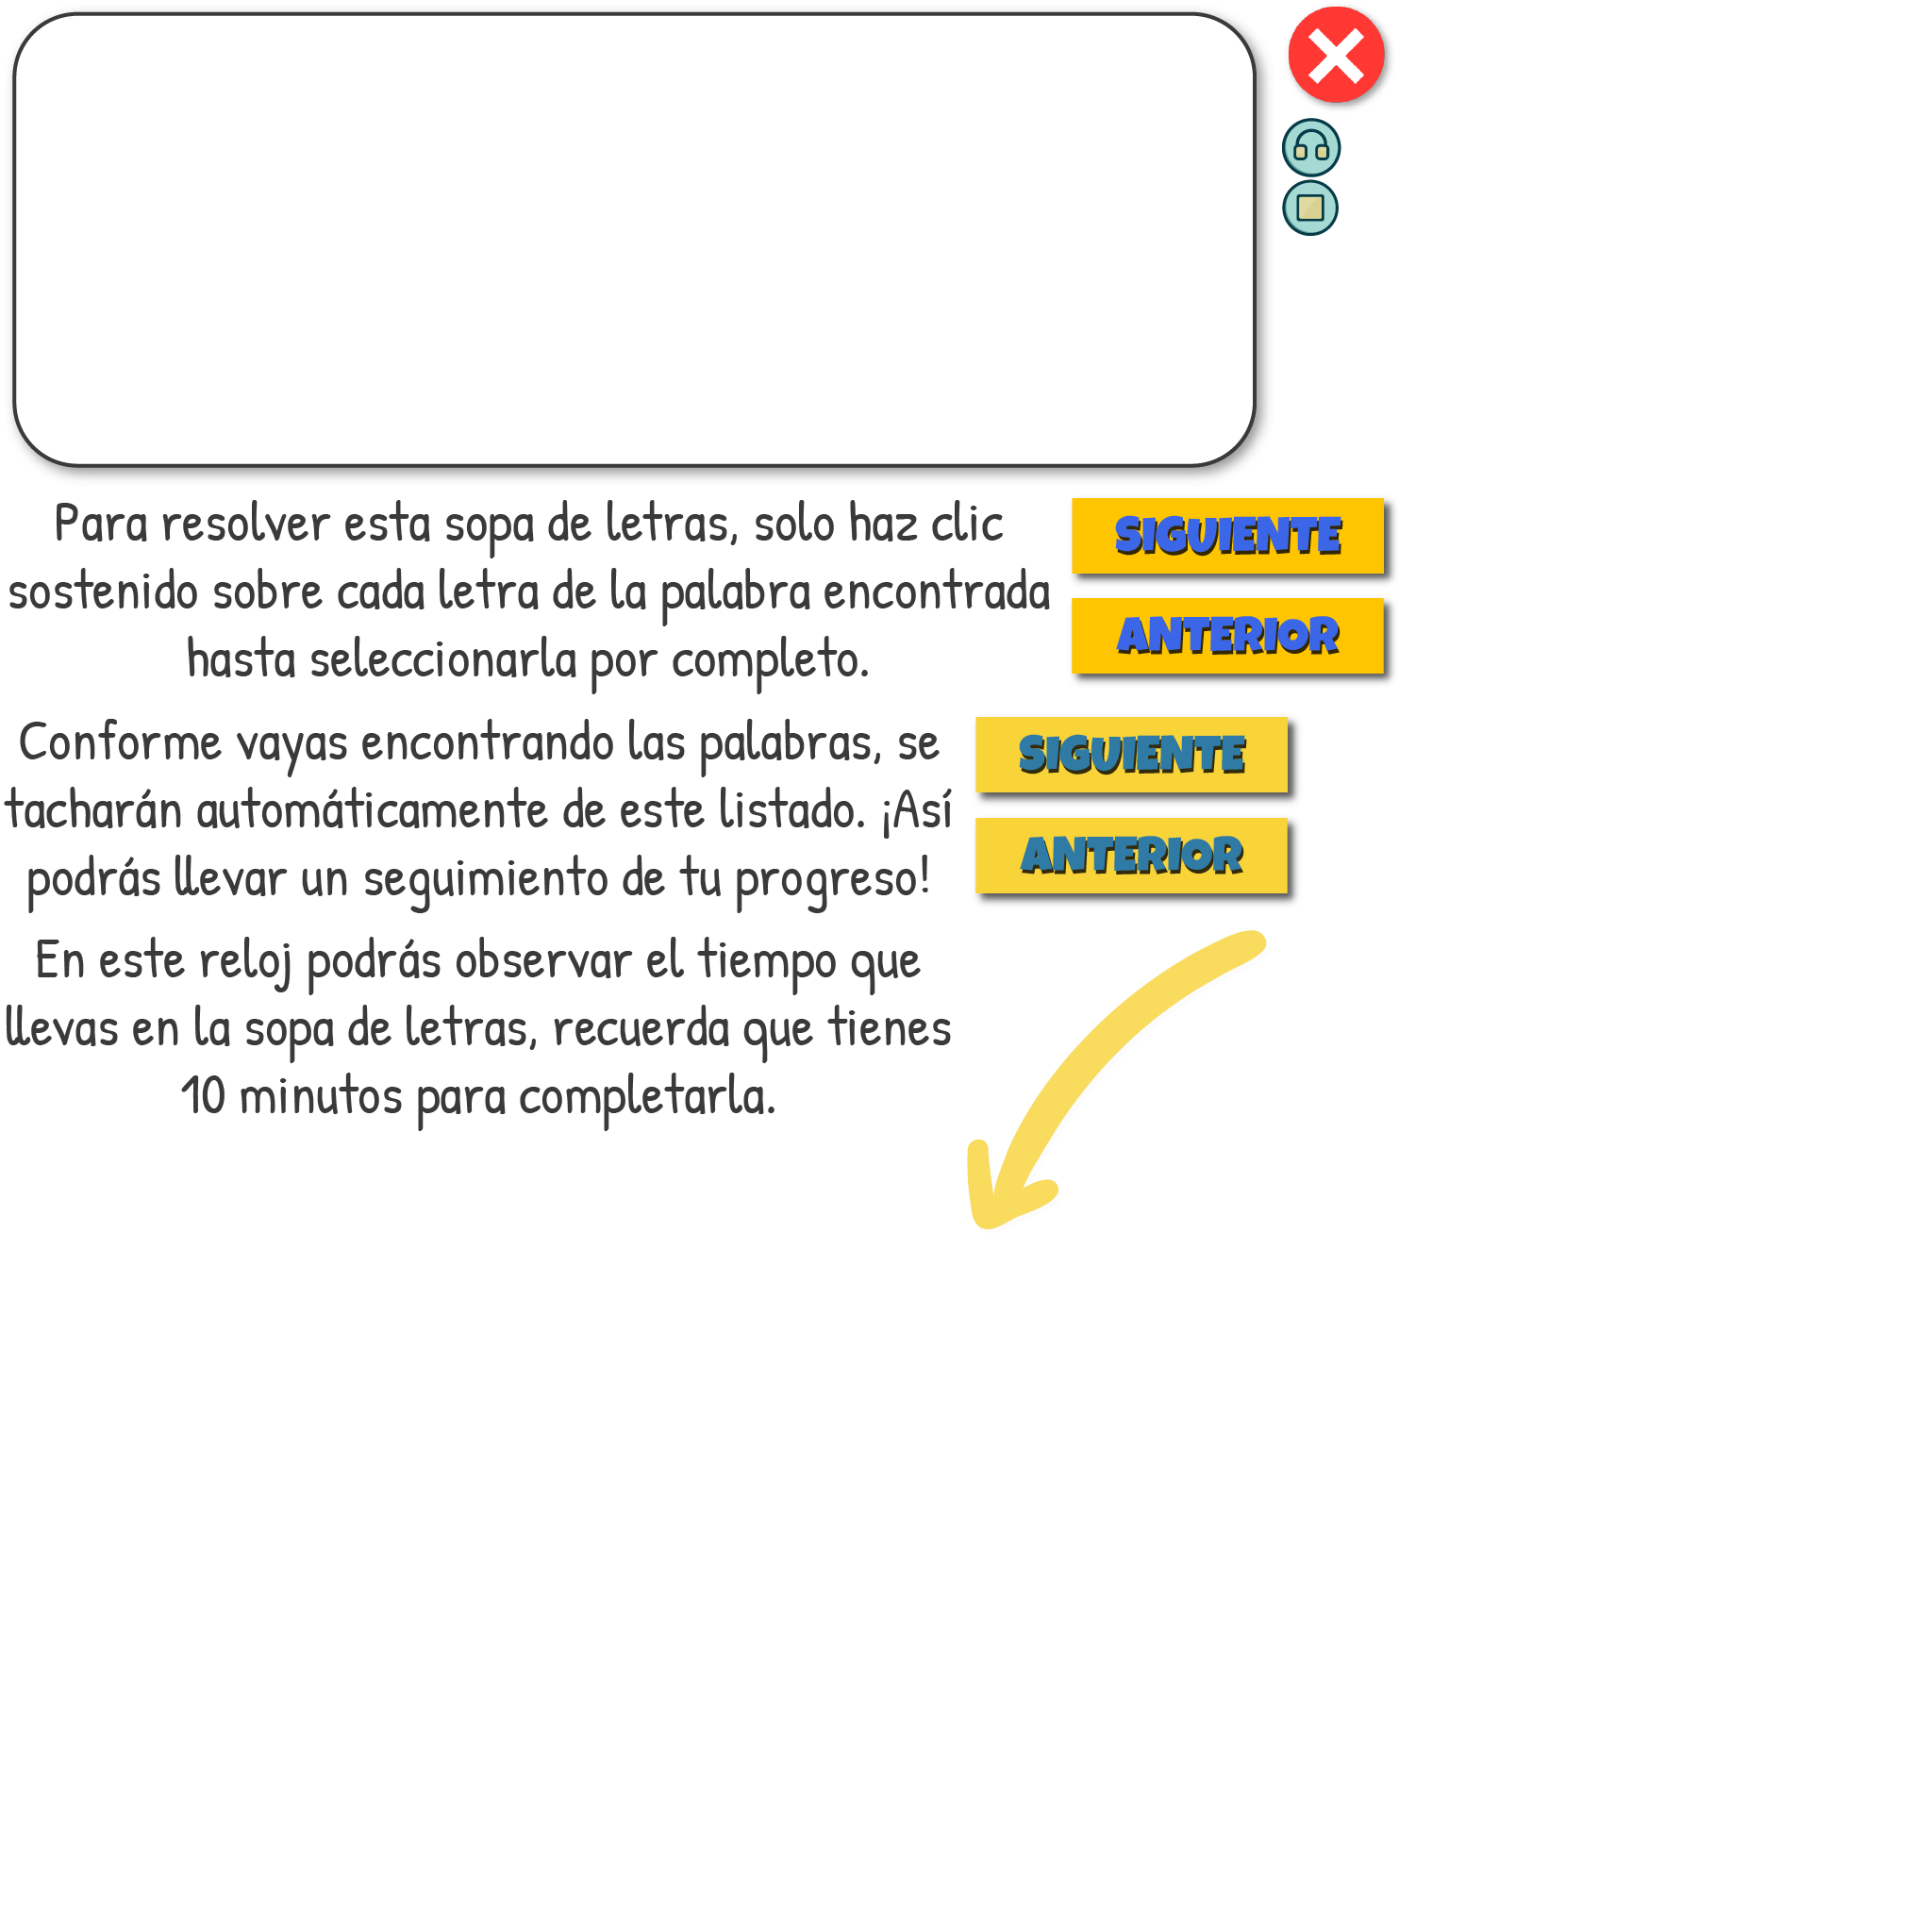 Para resolver esta sopa de letras, solo haz clic
sostenido sobre cada letra de la palabra encontrada
hasta seleccionarla por completo.
SIGUIENTE
ANTERIOR
Conforme vayas encontrando las palabras, se
tacharán automáticamente de este listado. ¡Así
podrás llevar un seguimiento de tu progreso!
SIGUIENTE
ANTERIOR
En este reloj podrás observar el tiempo que
llevas en la sopa de letras, recuerda que tienes
10 minutos para completarla.